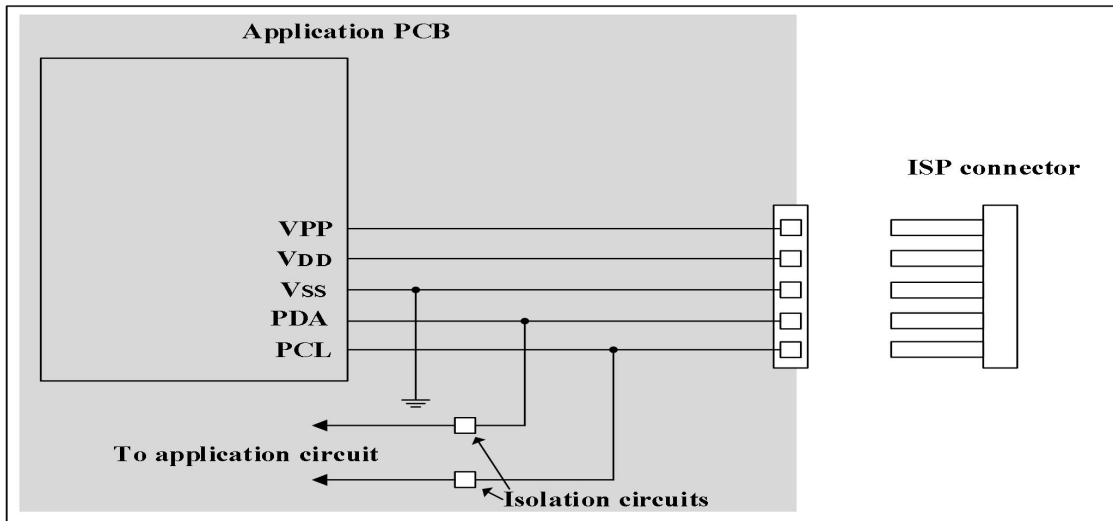 Application PCB
ISP connector
VPP
VDD
VSS
PDA
PCL
To application circuit
Isolation circuits